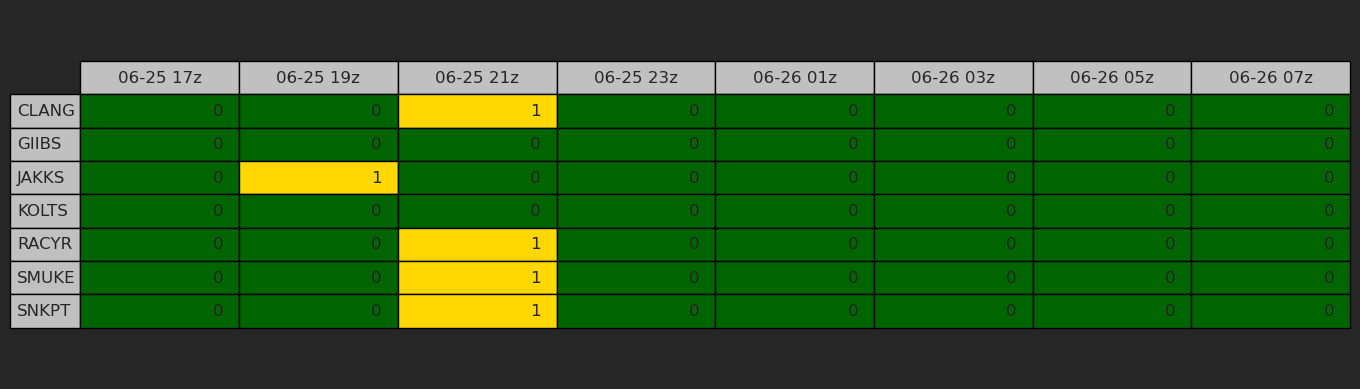 06-25 17z 06-25 19z 06-25 21z 06-25 23z 06-26 01z 06-26 03z 06-26 05z 06-26 07z
CLANG 0 0 1 0 0 0 0 0
GIIBS 0 0 0 0 0 0 0 0
JAKKS 0 1 0 0 0 0 0 0
KOLTS 0 0 0 0 0 0 0 0
RACYR 0 0 1 0 0 0 0 0
SMUKE 0 0 1 0 0 0 0 0
SNKPT 0 0 1 0 0 0 0 0